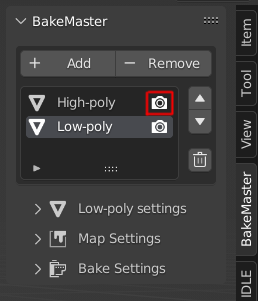 BakeMaster
+ Add − Remove
High-poly
Low-poly
Low-poly settings
Map Settings
Bake Settings
Item
Tool
View
BakeMaster
IDLE